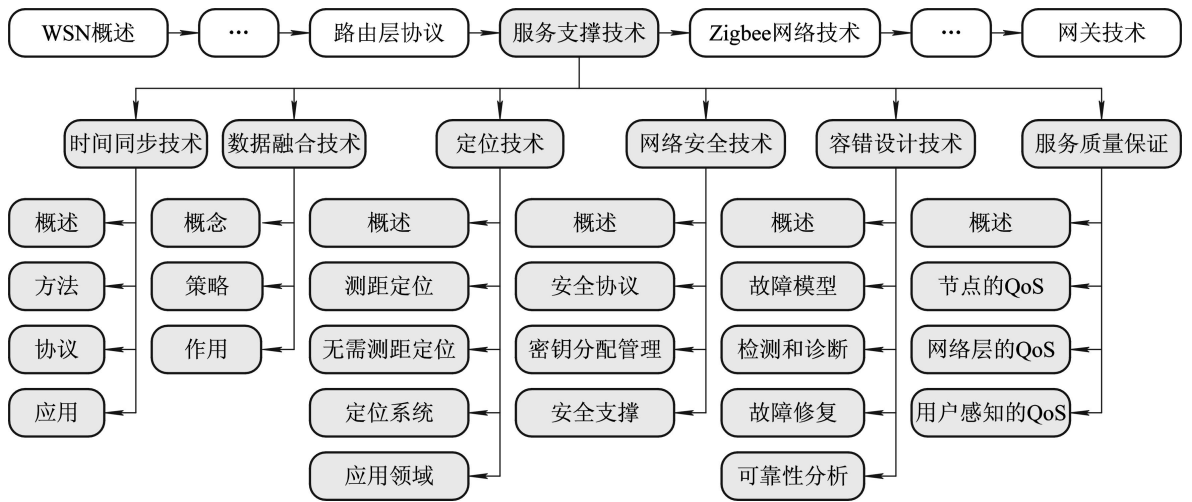 WSN概述
…
路由层协议
服务支撑技术
Zigbee网络技术
…
网关技术
时间同步技术
数据融合技术
定位技术
网络安全技术
容错设计技术
服务质量保证
概述
方法
协议
应用
概念
策略
作用
概述
测距定位
无需测距定位
定位系统
应用领域
概述
安全协议
密钥分配管理
安全支撑
概述
故障模型
检测和诊断
故障修复
可靠性分析
概述
节点的QoS
网络层的QoS
用户感知的QoS